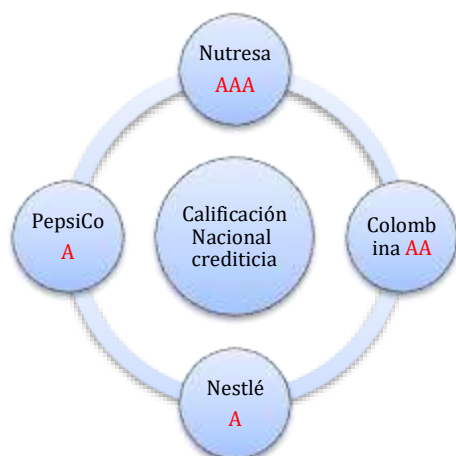 Nutresa
AAA
PepsiCo
A
Calificación
Nacional
crediticia
Colomb
ina AA
Nestlé
A